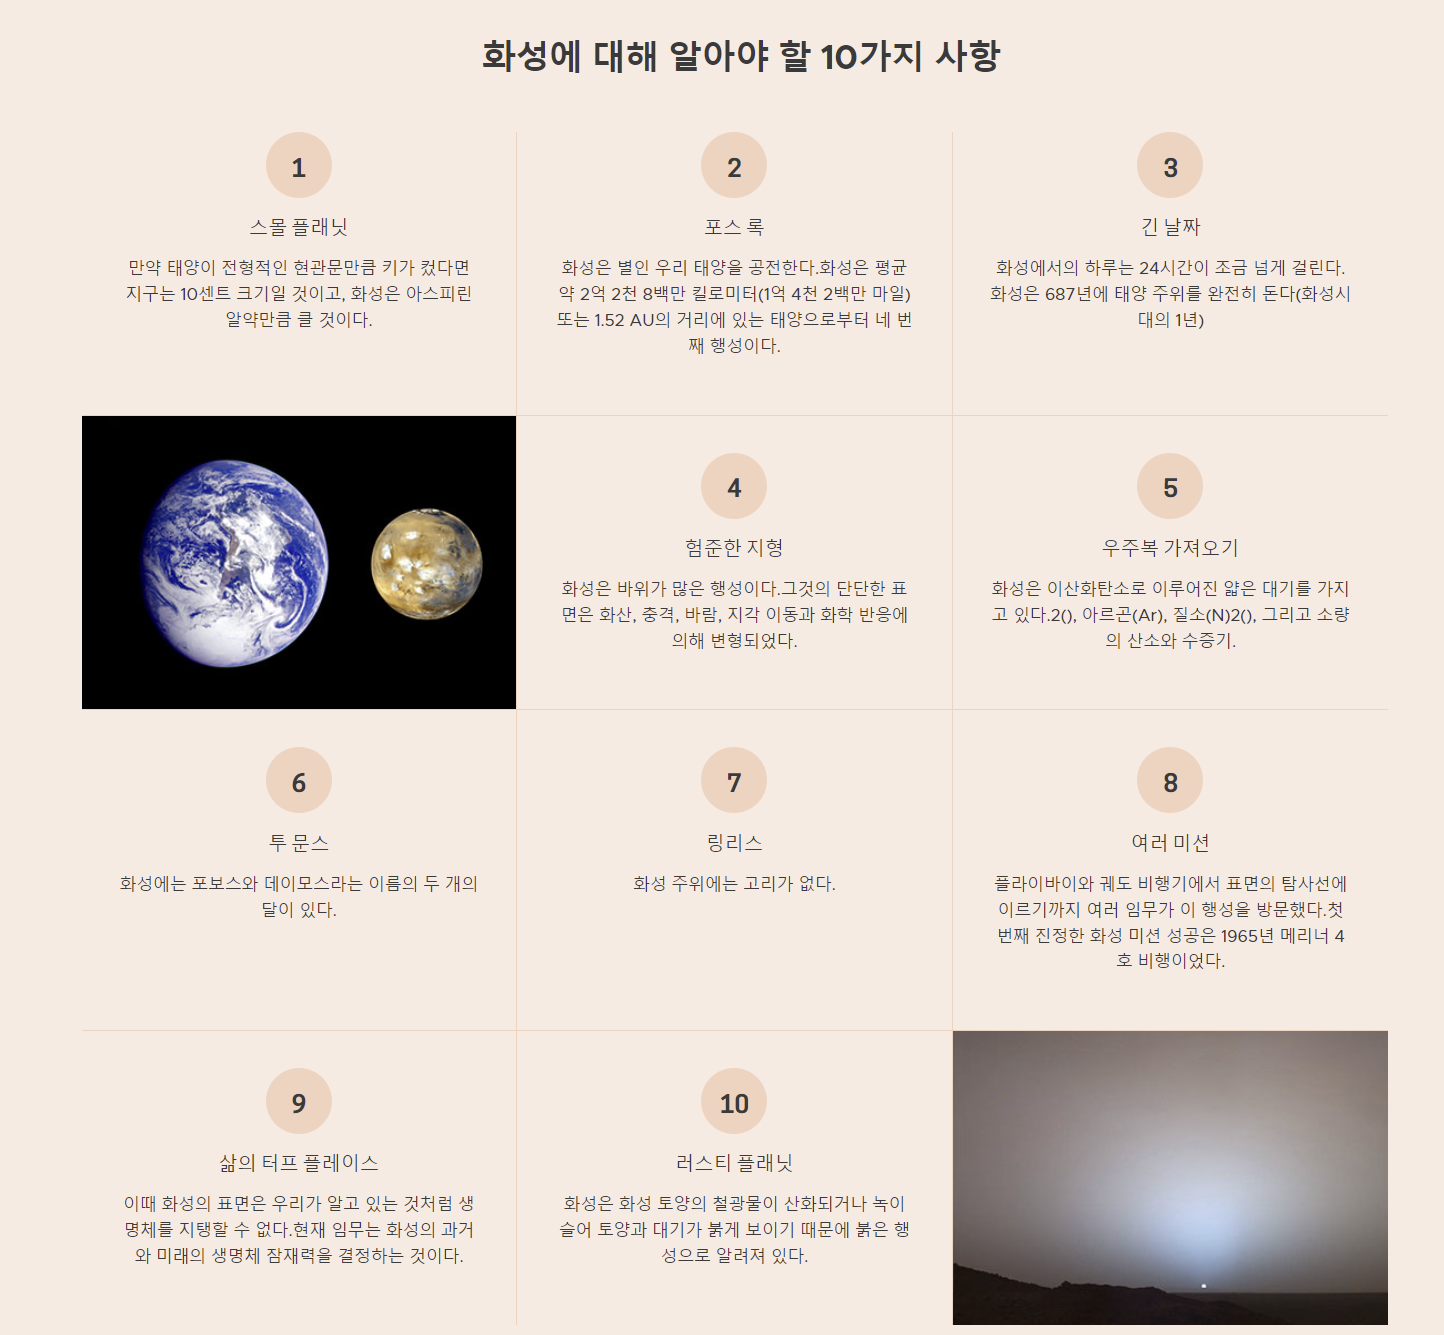 화성에 대해 알아야 할 10가지 사항
1
스몰 플래닛
만약 태양이 전형적인 현관문만큼 키가 컸다면
지구는 10센트 크기일 것이고, 화성은 아스피린
알약만큼 클 것이다.
2
포스 록
화성은 별인 우리 태양을 공전한다.화성은 평균
약 2억 2천 8백만 킬로미터(1억 4천 2백만 마일)
또는 1.52 AU의 거리에 있는 태양으로부터 네 번
째 행성이다.
3
긴 날짜
화성에서의 하루는 24시간이 조금 넘게 걸린다.
화성은 687년에 태양 주위를 완전히 돈다(화성시
대의 1년)
4
험준한 지형
화성은 바위가 많은 행성이다.그것의 단단한 표
면은 화산, 충격, 바람, 지각 이동과 화학 반응에
의해 변형되었다.
5
우주복 가져오기
화성은 이산화탄소로 이루어진 얇은 대기를 가지
고 있다.2(), 아르곤(Ar), 질소(N)2(), 그리고 소량
의 산소와 수증기.
6
투 문스
화성에는 포보스와 데이모스라는 이름의 두 개의
달이 있다.
7
링리스
화성 주위에는 고리가 없다.
8
여러 미션
플라이바이와 궤도 비행기에서 표면의 탐사선에
이르기까지 여러 임무가 이 행성을 방문했다.첫
번째 진정한 화성 미션 성공은 1965년 메리너 4
호 비행이었다.
9
삶의 터프 플레이스
이때 화성의 표면은 우리가 알고 있는 것처럼 생
명체를 지탱할 수 없다.현재 임무는 화성의 과거
와 미래의 생명체 잠재력을 결정하는 것이다.
10
러스티 플래닛
화성은 화성 토양의 철광물이 산화되거나 녹이
슬어 토양과 대기가 붉게 보이기 때문에 붉은 행
성으로 알려져 있다.